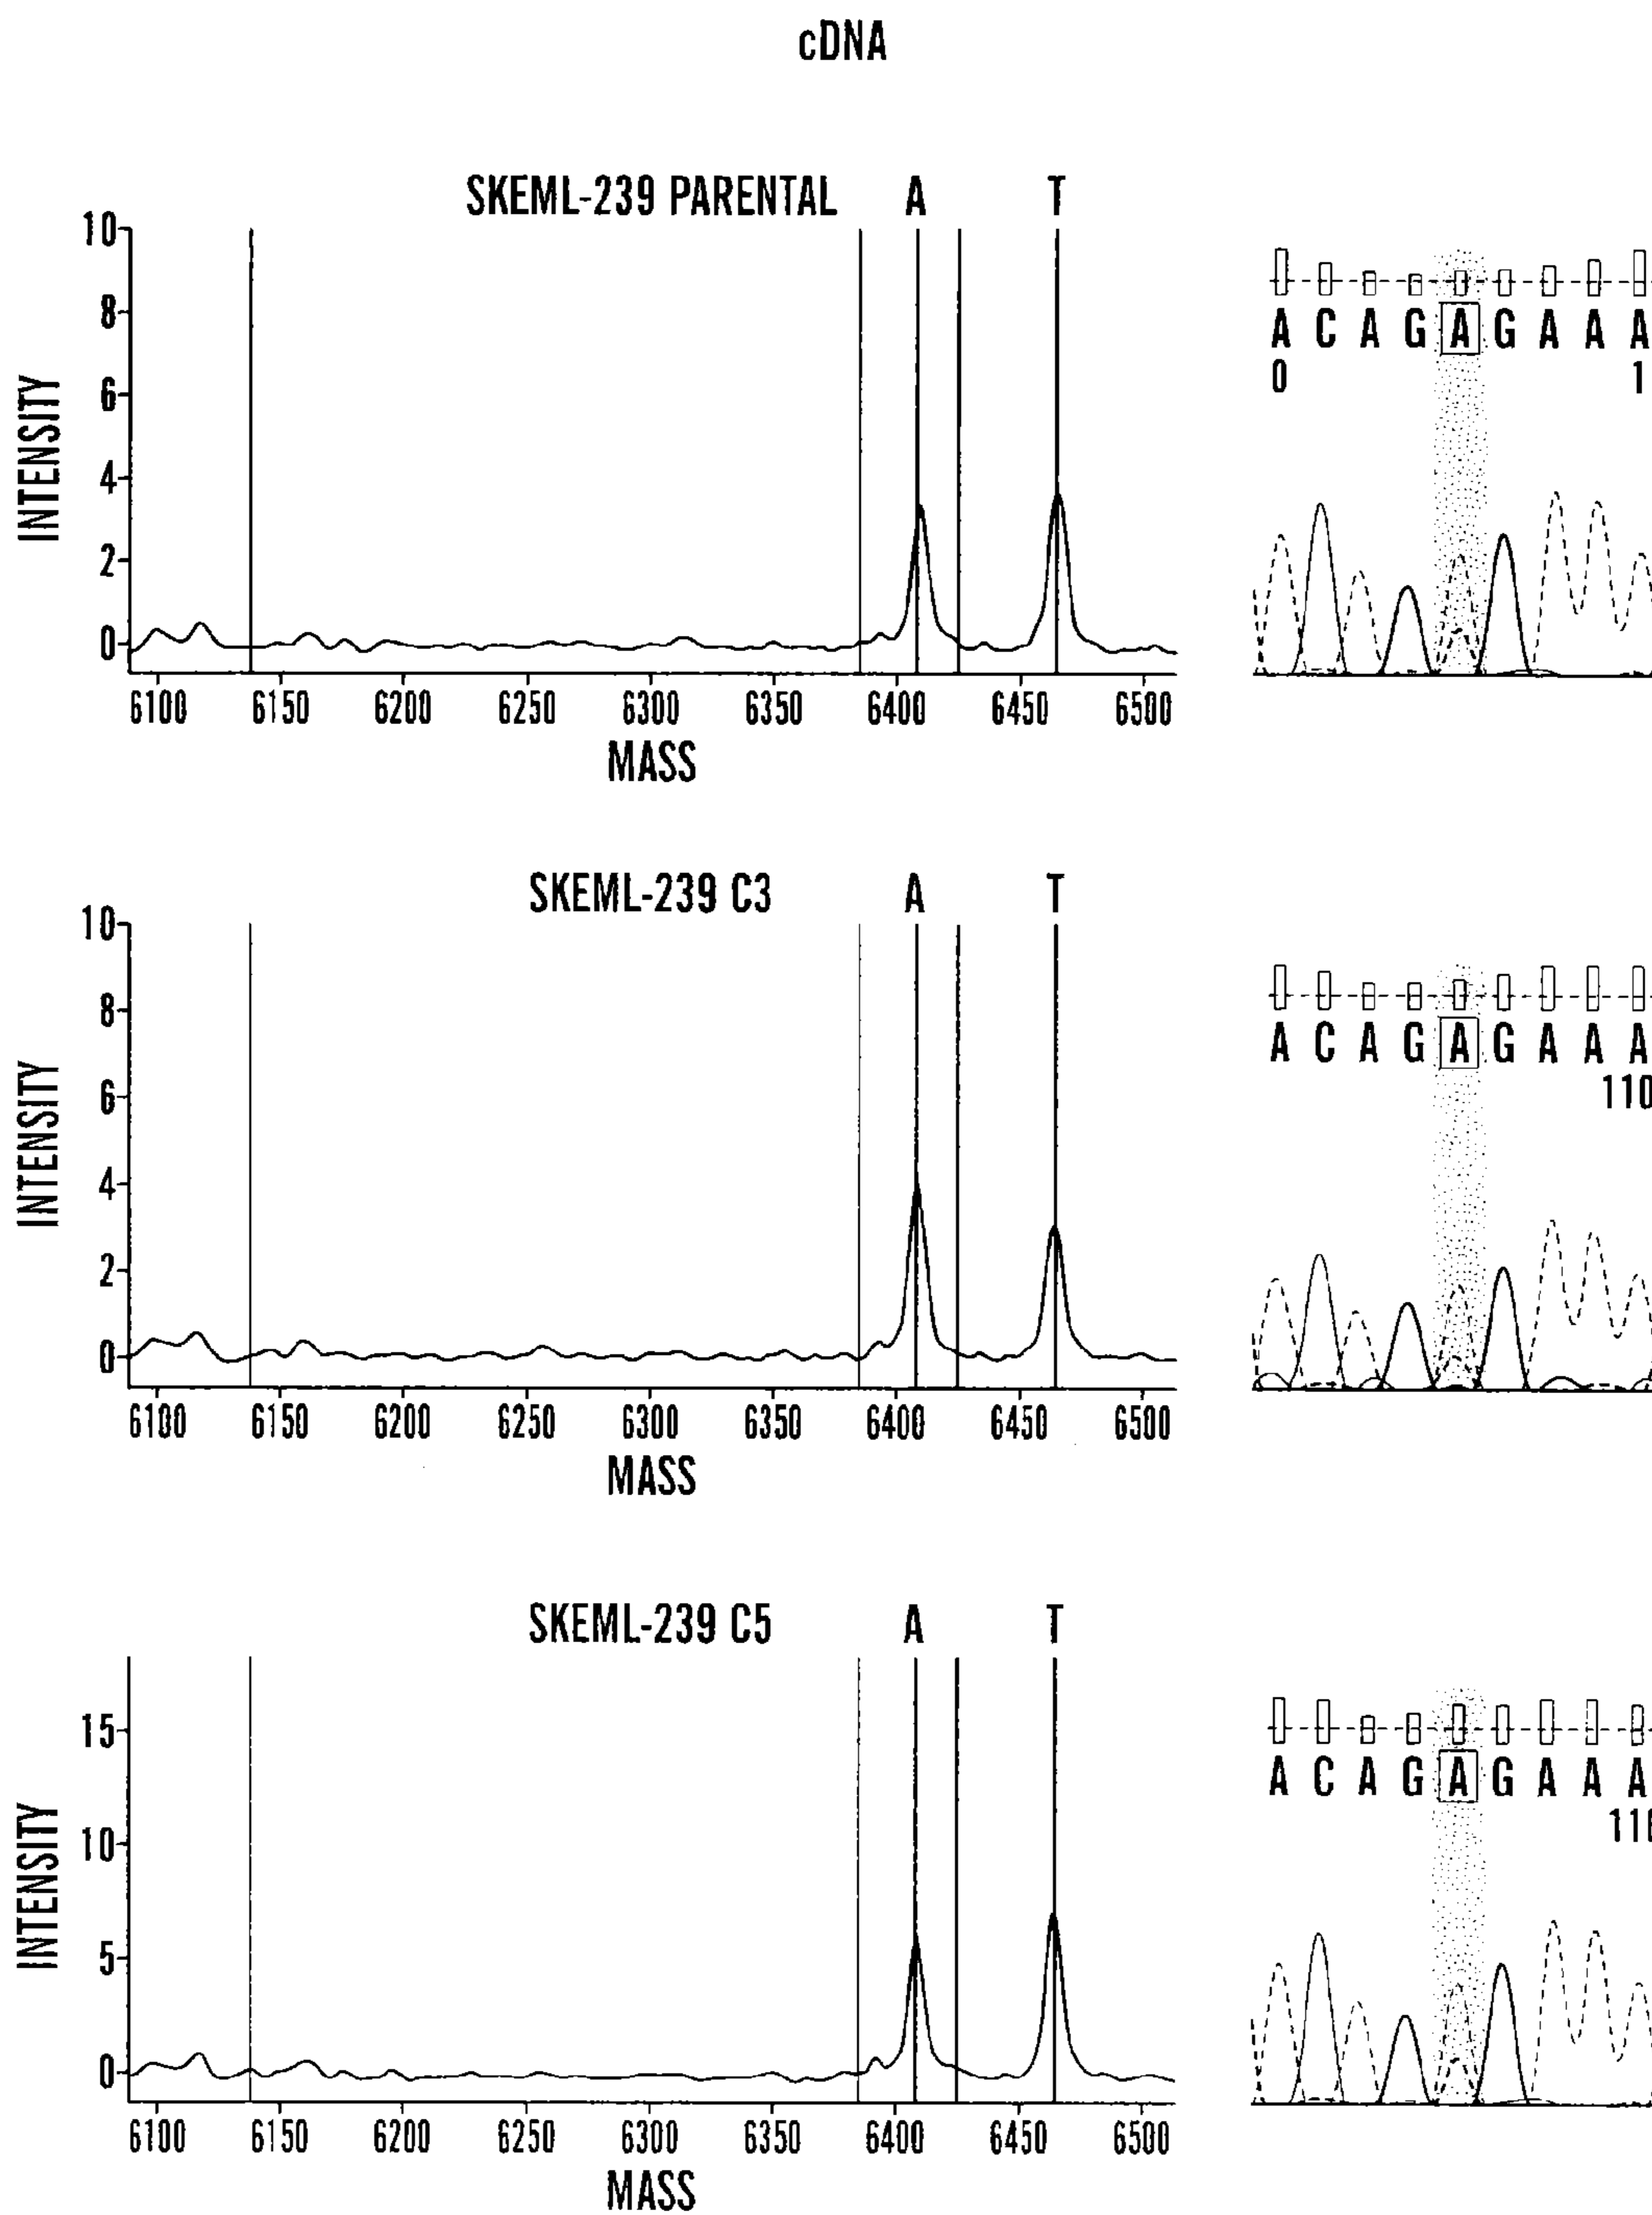 cDNA
SKEML-239 PARENTAL A T
10
8
6
4
2
0
INTENSITY
6100 6150 6200 6250 6300 6350 6400 6450 6500
MASS
A C A G A G A A A
0 1
SKEML-239 C3 A T
10
8
6
4
2
0
INTENSITY
6100 6150 6200 6250 6300 6350 6400 6450 6500
MASS
A C A G A G A A A
110
SKEML-239 C5 A T
15
10
5
0
INTENSITY
6100 6150 6200 6250 6300 6350 6400 6450 6500
MASS
A C A G A G A A A